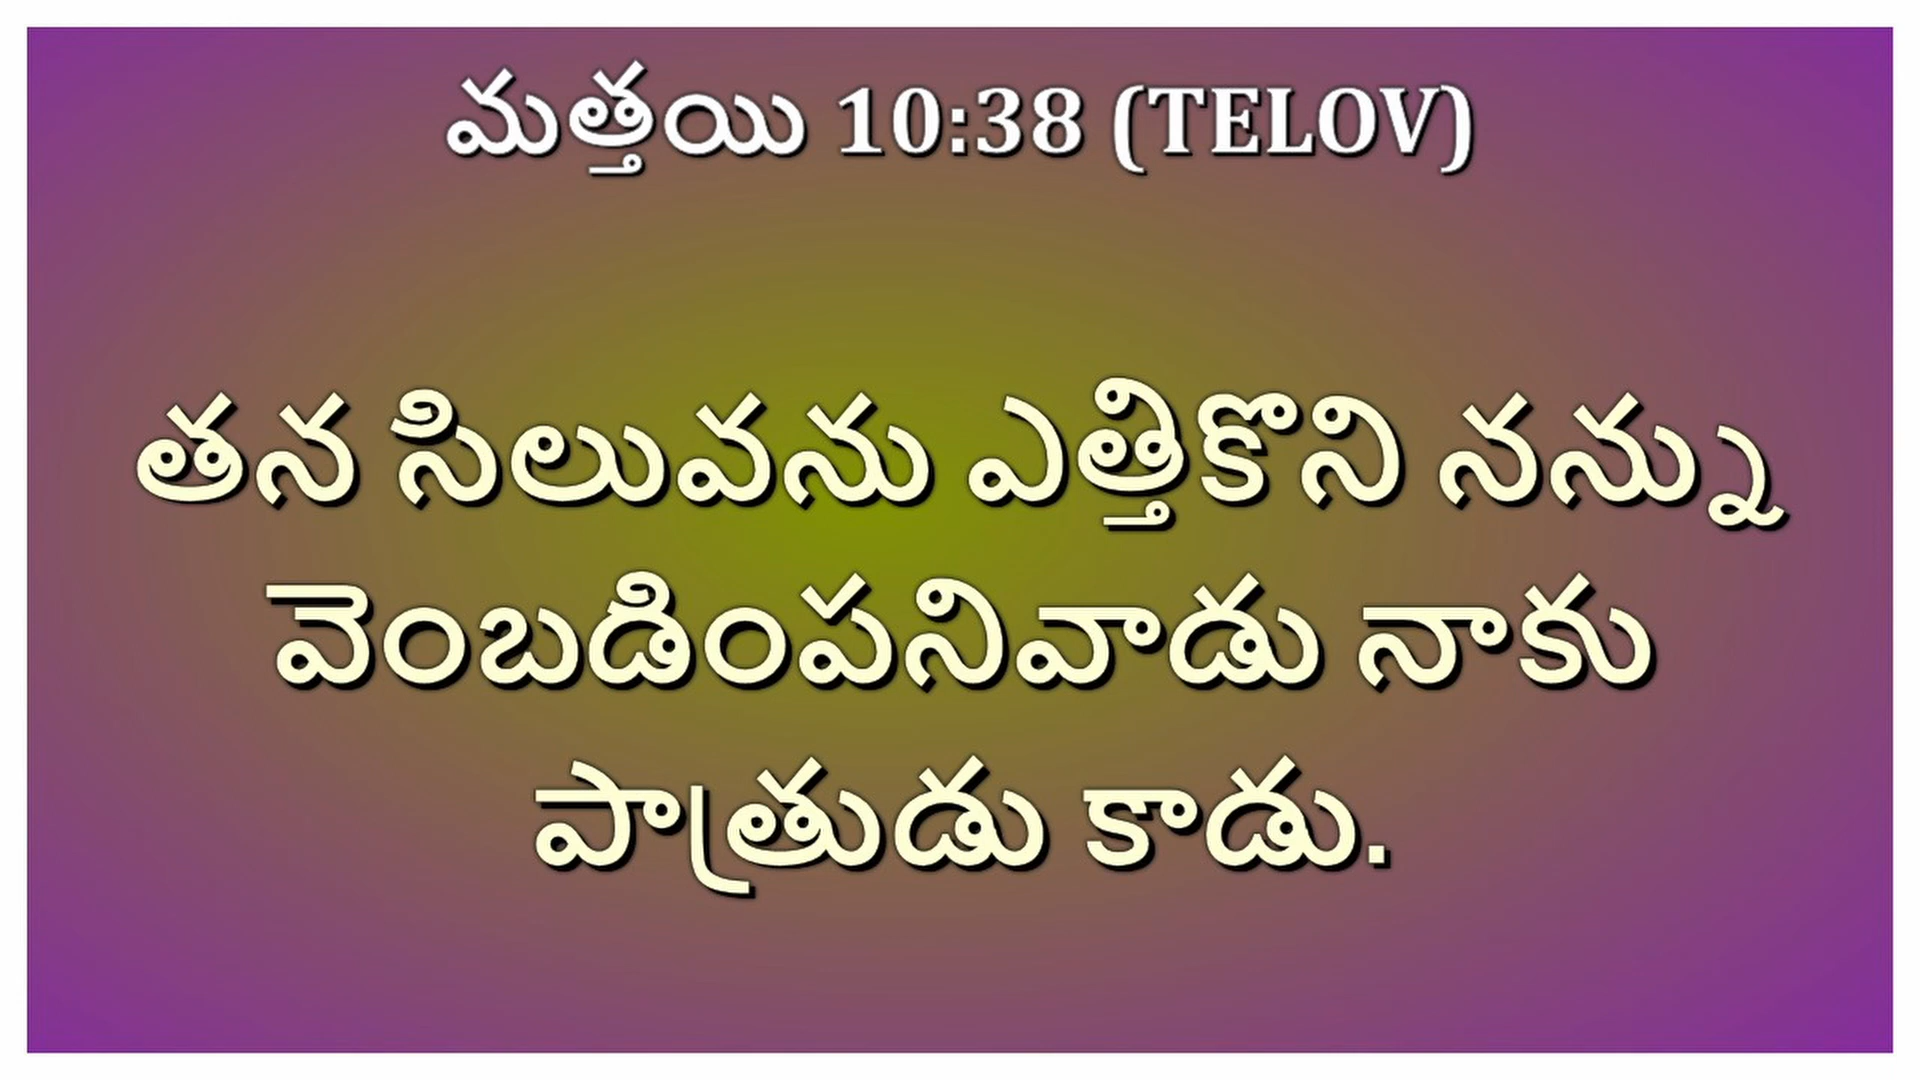 మత్తయి 10:38 (TELOV)
తన సిలువను ఎత్తికొని నన్ను
వెంబడింపనివాడు నాకు
పాత్రుడు కాడు.